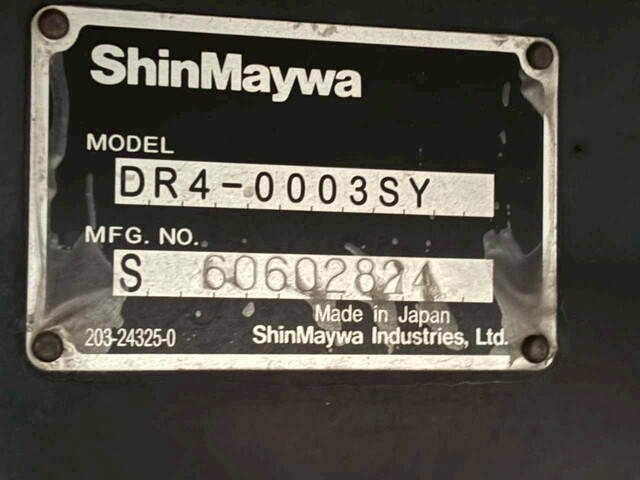 ShinMaywa
MODEL
DR4-0003SY
MFG. NO.
S 60602824
Made in Japan
203-24325-0 ShinMaywa Industries, Ltd.